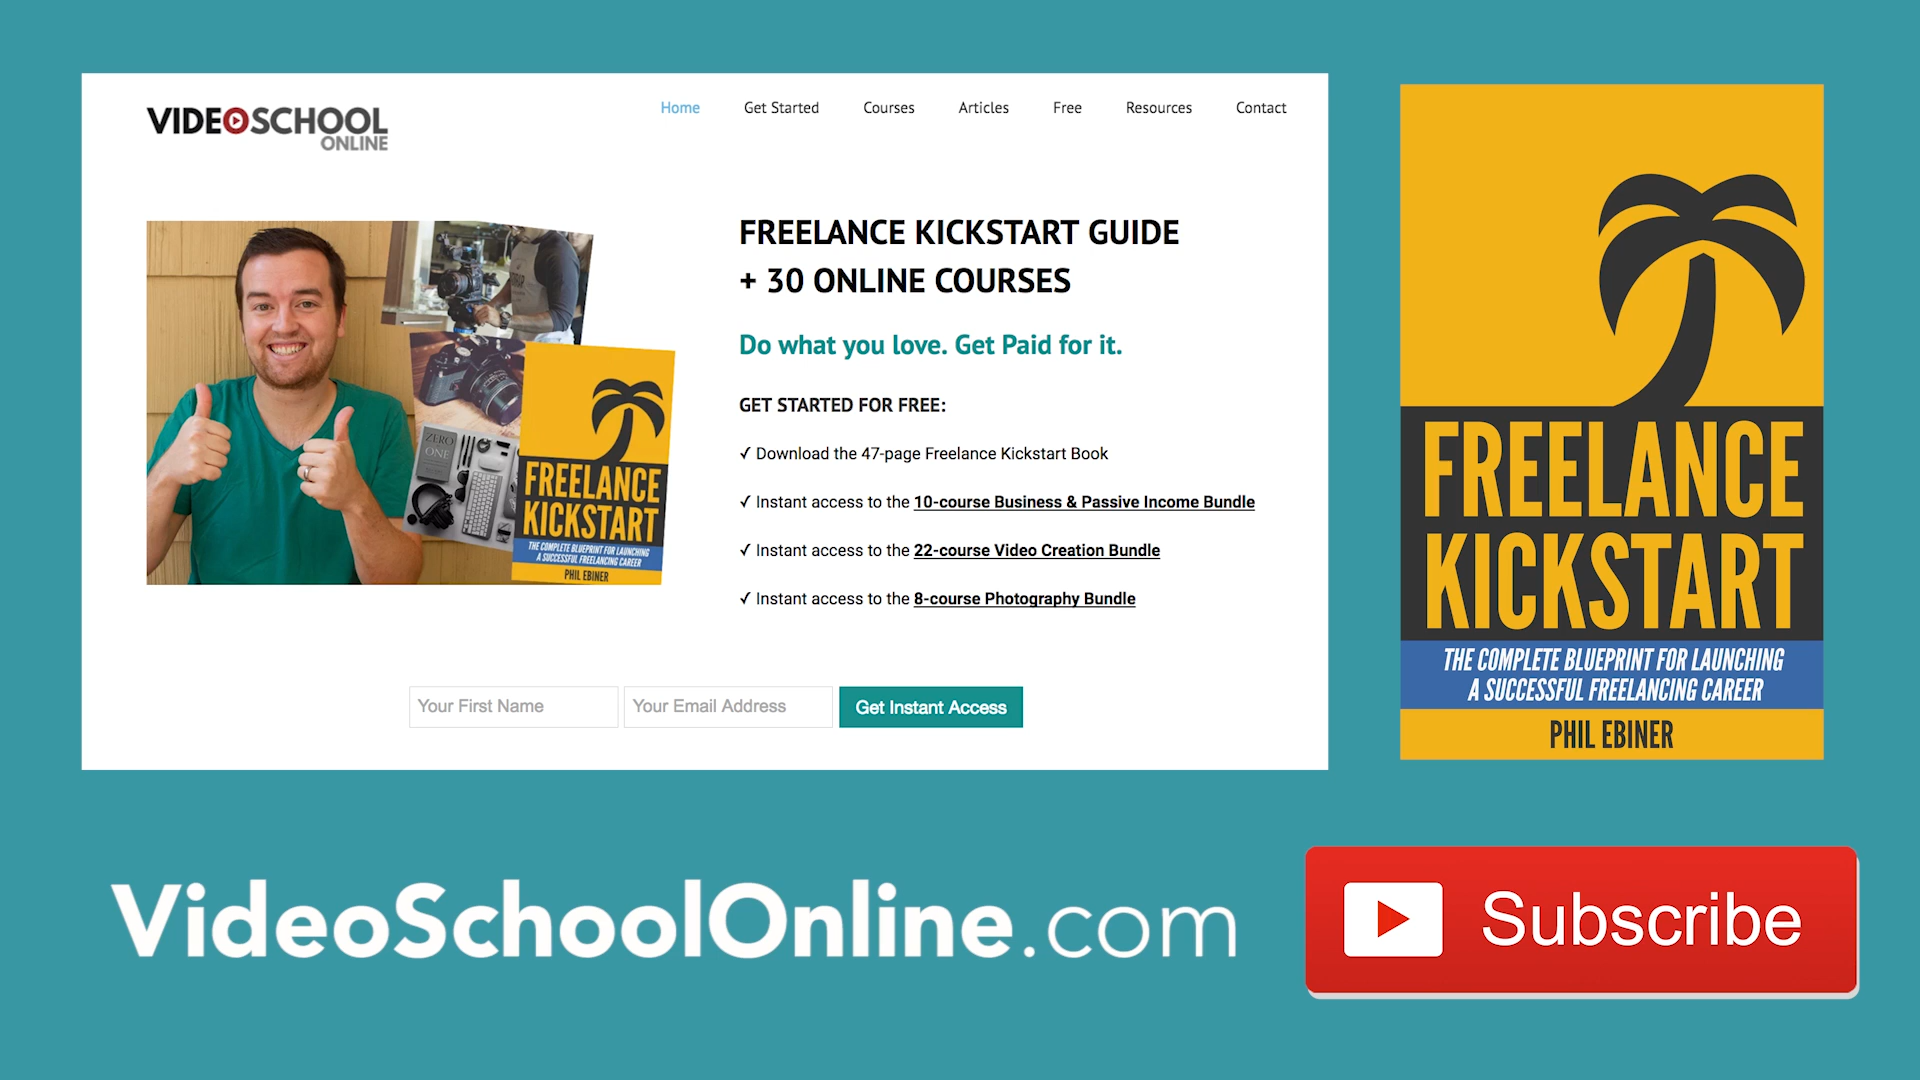 VIDEOSCHOOL
ONLINE
Home Get Started Courses Articles Free Resources Contact
FREELANCE KICKSTART GUIDE
+ 30 ONLINE COURSES
Do what you love. Get Paid for it.
GET STARTED FOR FREE:
✓ Download the 47-page Freelance Kickstart Book
✓ Instant access to the 10-course Business & Passive Income Bundle
✓ Instant access to the 22-course Video Creation Bundle
✓ Instant access to the 8-course Photography Bundle
ZERO
TO
ONE
FREELANCE
KICKSTART
THE COMPLETE BLUEPRINT FOR LAUNCHING
A SUCCESSFUL FREELANCING CAREER
PHIL EBINER
Your First Name Your Email Address Get Instant Access
FREELANCE
KICKSTART
THE COMPLETE BLUEPRINT FOR LAUNCHING
A SUCCESSFUL FREELANCING CAREER
PHIL EBINER
VideoSchoolOnline.com
Subscribe